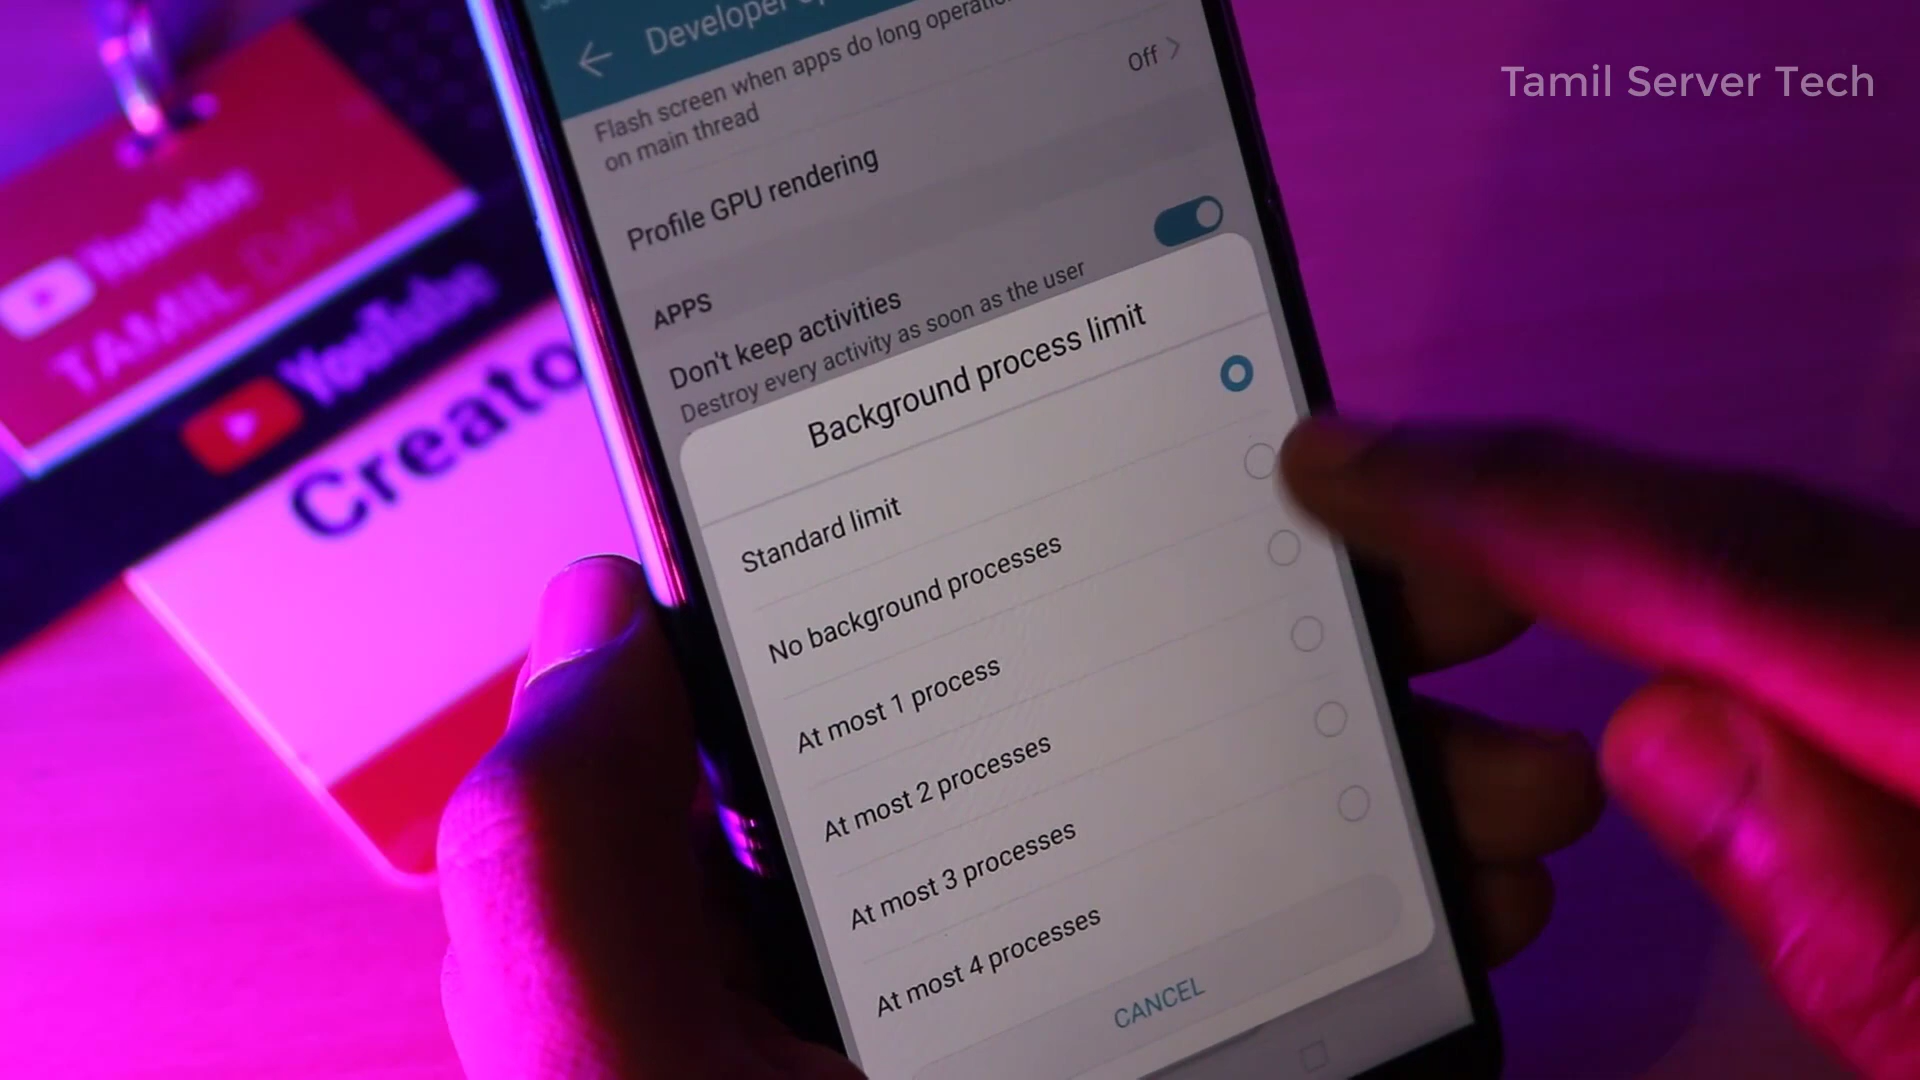 Tamil Server Tech
Developer
Flash screen when apps do long operation
on main thread
Off
Profile GPU rendering
APPS
Don't keep activities
Destroy every activity as soon as the user
Background process limit
Standard limit
No background processes
At most 1 process
At most 2 processes
At most 3 processes
At most 4 processes
CANCEL
YouTube
TAMIL
YouTube
Creato